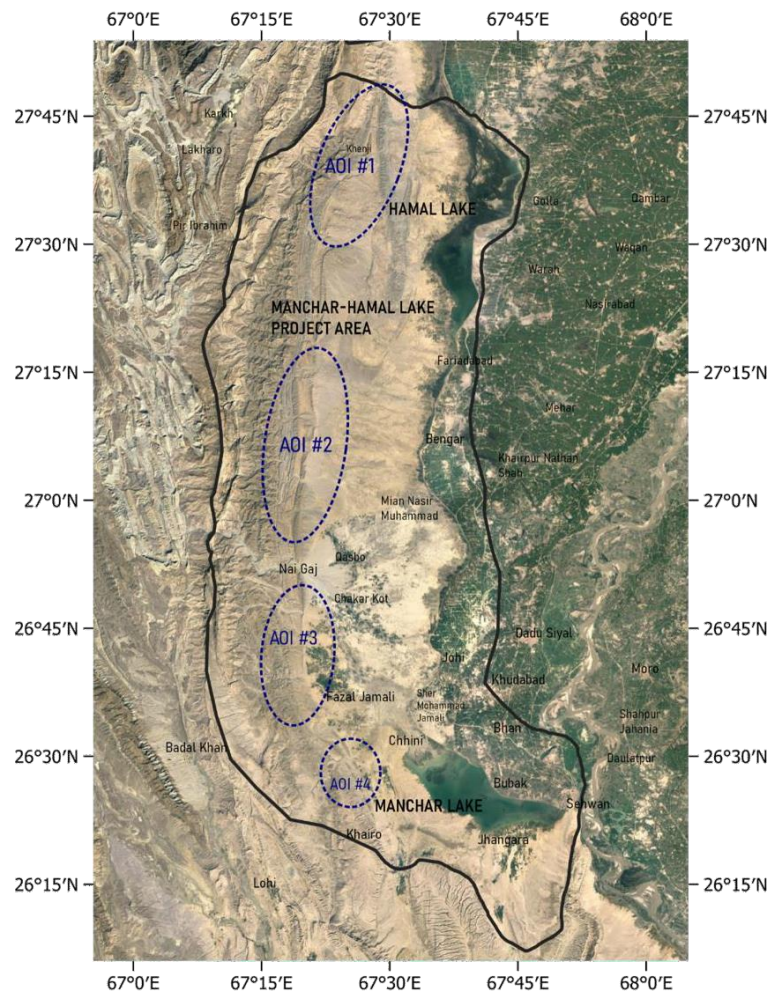 67°0'E 67°15'E 67°30'E 67°45'E 68°0'E
27°45'N 27°45'N
Karkh
Lakharo
Khenji
AOI #1
Golla
Qambar
HAMAL LAKE
Pir Ibrahim
27°30'N 27°30'N
Waqan
Warah
Nasirabad
MANCHAR-HAMAL LAKE
PROJECT AREA
Faridabad
27°15'N 27°15'N
Mehar
AOI #2
Bengar
Khairpur Nathan
Shah
27°0'N 27°0'N
Mian Nasir
Muhammad
Qasbo
Nai Gaj
Chakar Kot
26°45'N 26°45'N
AOI #3
Dadu Siyal
Johi
Moro
Khudabad
Fazal Jamali
Sher
Mohammad
Jamali
Shahpur
Jahania
Bhan
Chhini
Badal Khan
26°30'N 26°30'N
Daulatpur
AOI #4
Bubak
MANCHAR LAKE
Sehwan
Khairo
Jhangara
26°15'N 26°15'N
Lohi
67°0'E 67°15'E 67°30'E 67°45'E 68°0'E